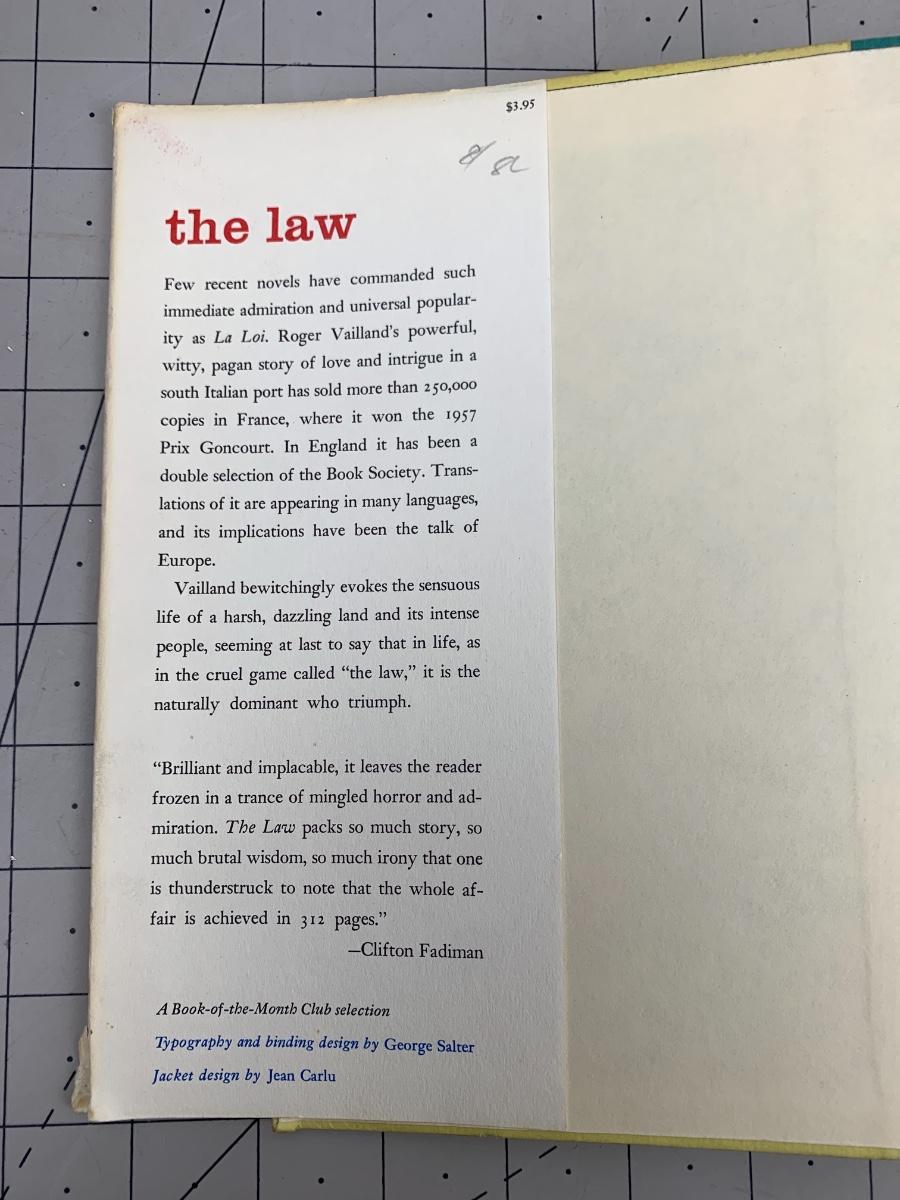 $3.95
the law
Few recent novels have commanded such
immediate admiration and universal popular-
ity as La Loi. Roger Vailland's powerful,
witty, pagan story of love and intrigue in a
south Italian port has sold more than 250,000
copies in France, where it won the 1957
Prix Goncourt. In England it has been a
double selection of the Book Society. Trans-
lations of it are appearing in many languages,
and its implications have been the talk of
Europe.
Vailland bewitchingly evokes the sensuous
life of a harsh, dazzling land and its intense
people, seeming at last to say that in life, as
in the cruel game called “the law,” it is the
naturally dominant who triumph.
“Brilliant and implacable, it leaves the reader
frozen in a trance of mingled horror and ad-
miration. The Law packs so much story, so
much brutal wisdom, so much irony that one
is thunderstruck to note that the whole af-
fair is achieved in 312 pages.”
—Clifton Fadiman
A Book-of-the-Month Club selection
Typography and binding design by George Salter
Jacket design by Jean Carlu